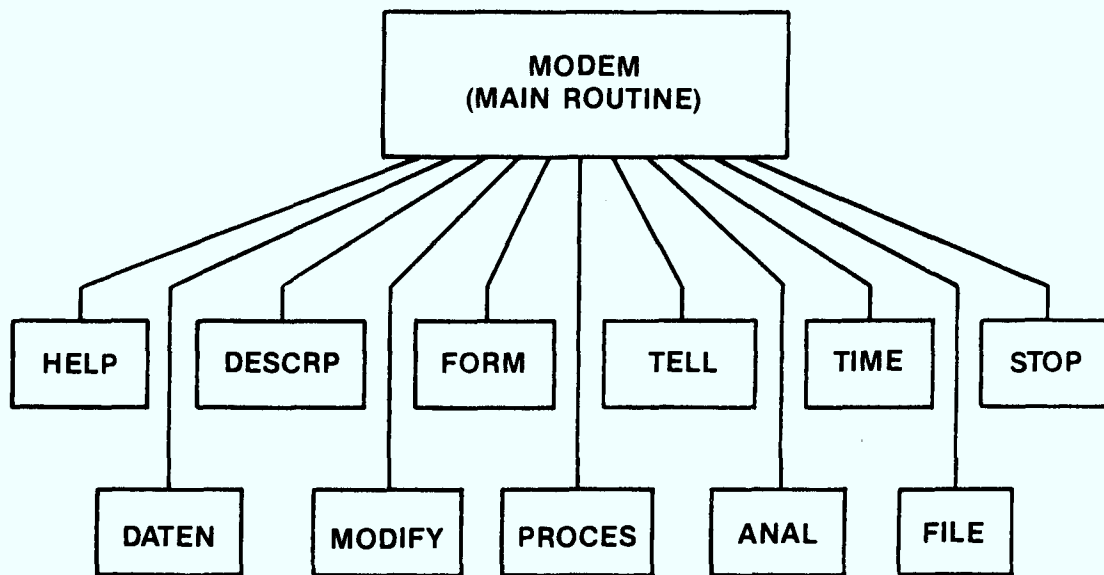 MODEM
(MAIN ROUTINE)
HELP
DESCRP
FORM
TELL
TIME
STOP
DATEN
MODIFY
PROCES
ANAL
FILE